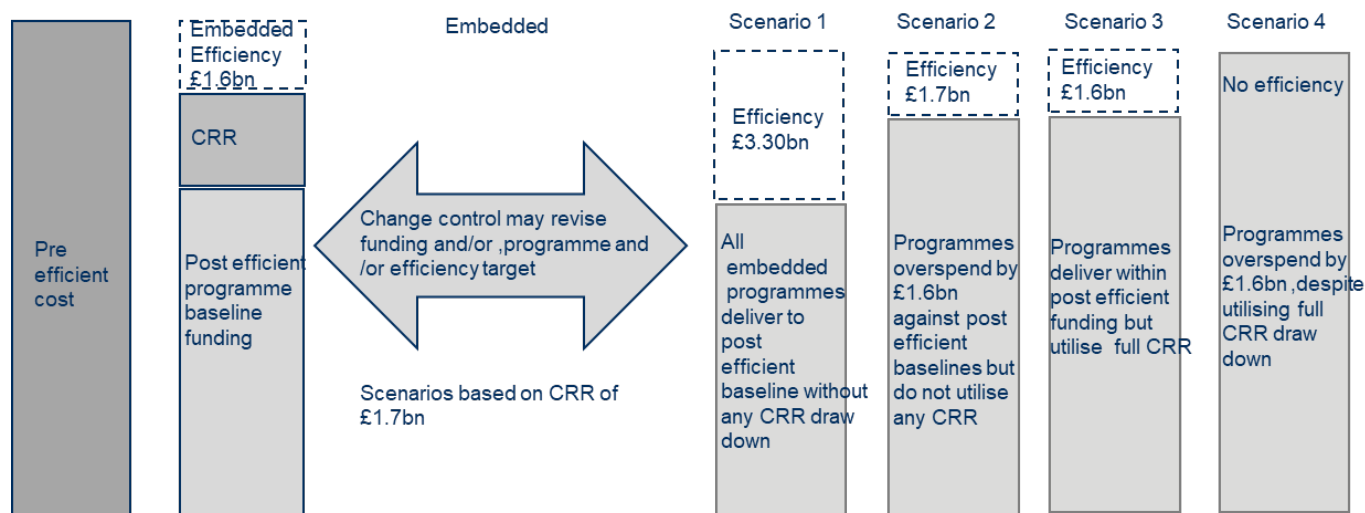 Pre
efficient
cost
Embedded
Efficiency
£1.6bn
CRR
Post efficient
programme
baseline
funding
Embedded
Change control may revise
funding and/or ,programme and
/or efficiency target
Scenarios based on CRR of
£1.7bn
Scenario 1
Efficiency
£3.30bn
All
embedded
programmes
deliver to
post
efficient
baseline without
any CRR draw
down
Scenario 2
Efficiency
£1.7bn
Programmes
overspend by
£1.6bn
against post
efficient
baselines but
do not utilise
any CRR
Scenario 3
Efficiency
£1.6bn
Programmes
deliver within
post efficient
funding but
utilise full CRR
Scenario 4
No efficiency
Programmes
overspend by
£1.6bn ,despite
utilising full
CRR draw
down